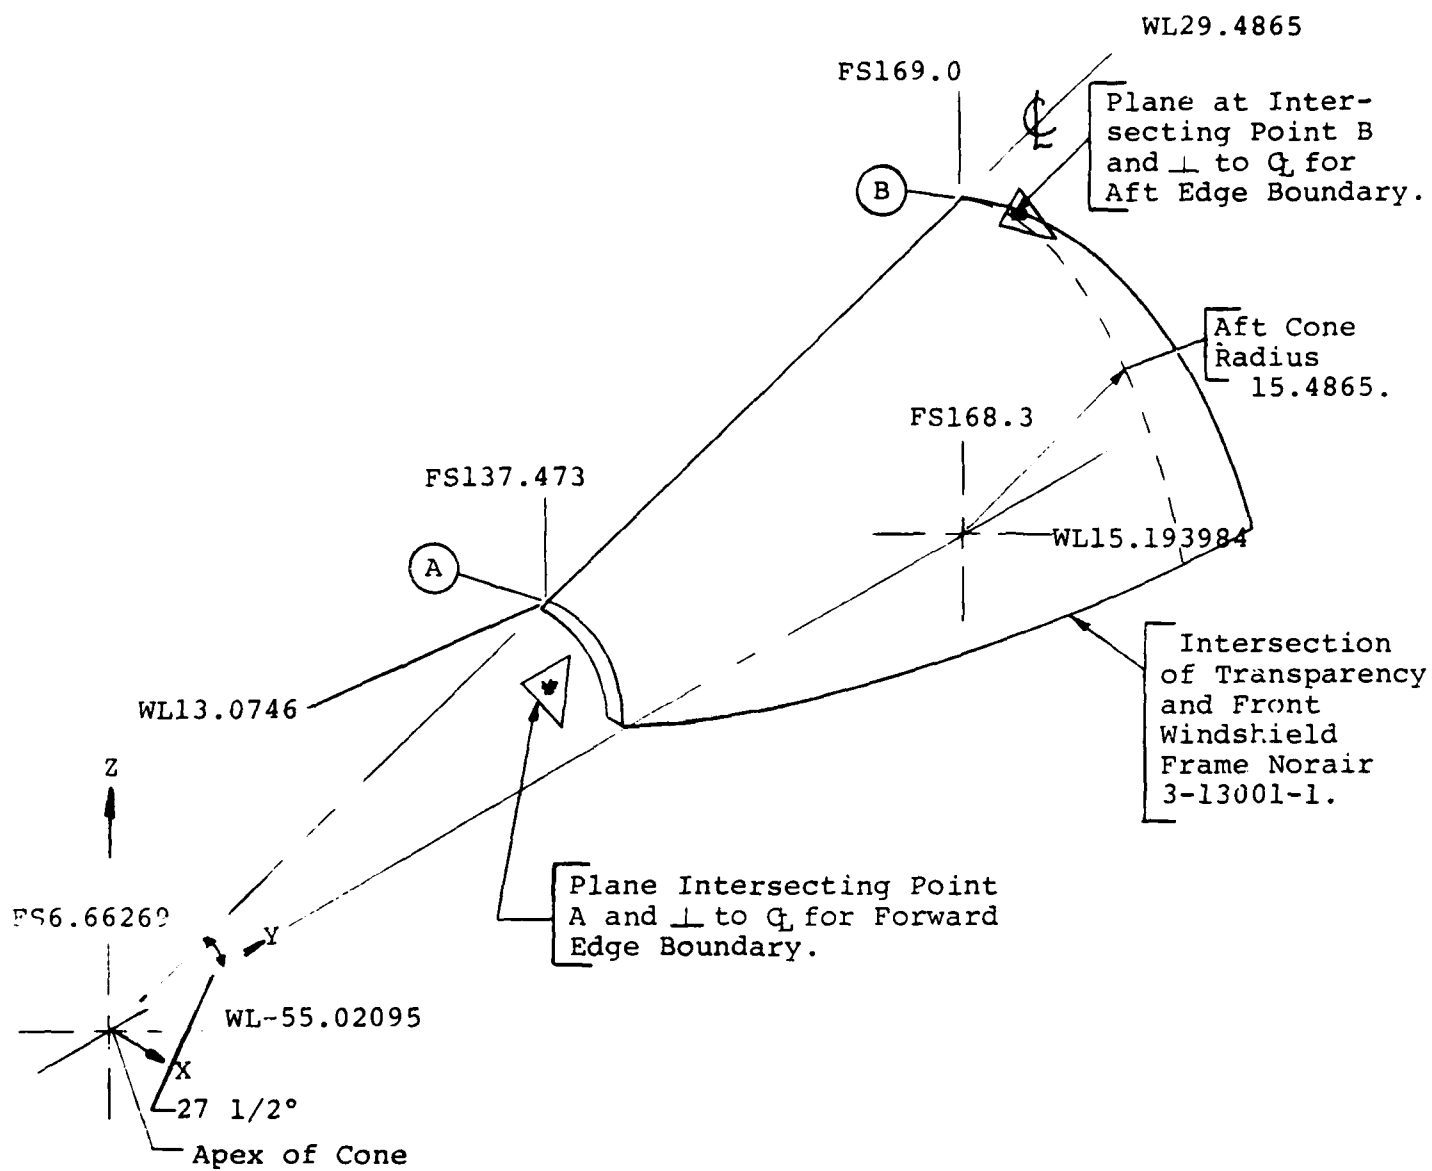 WL29.4865
FS169.0
℄
Plane at Inter-
secting Point B
and ⊥ to ℄ for
Aft Edge Boundary.
B
Aft Cone
Radius
15.4865.
FS168.3
FS137.473
WL15.193984
A
Intersection
of Transparency
and Front
Windshield
Frame Norair
3-13001-1.
WL13.0746
Z
Plane Intersecting Point
A and ⊥ to ℄ for Forward
Edge Boundary.
FS6.66269
Y
WL-55.02095
X
27 1/2°
Apex of Cone